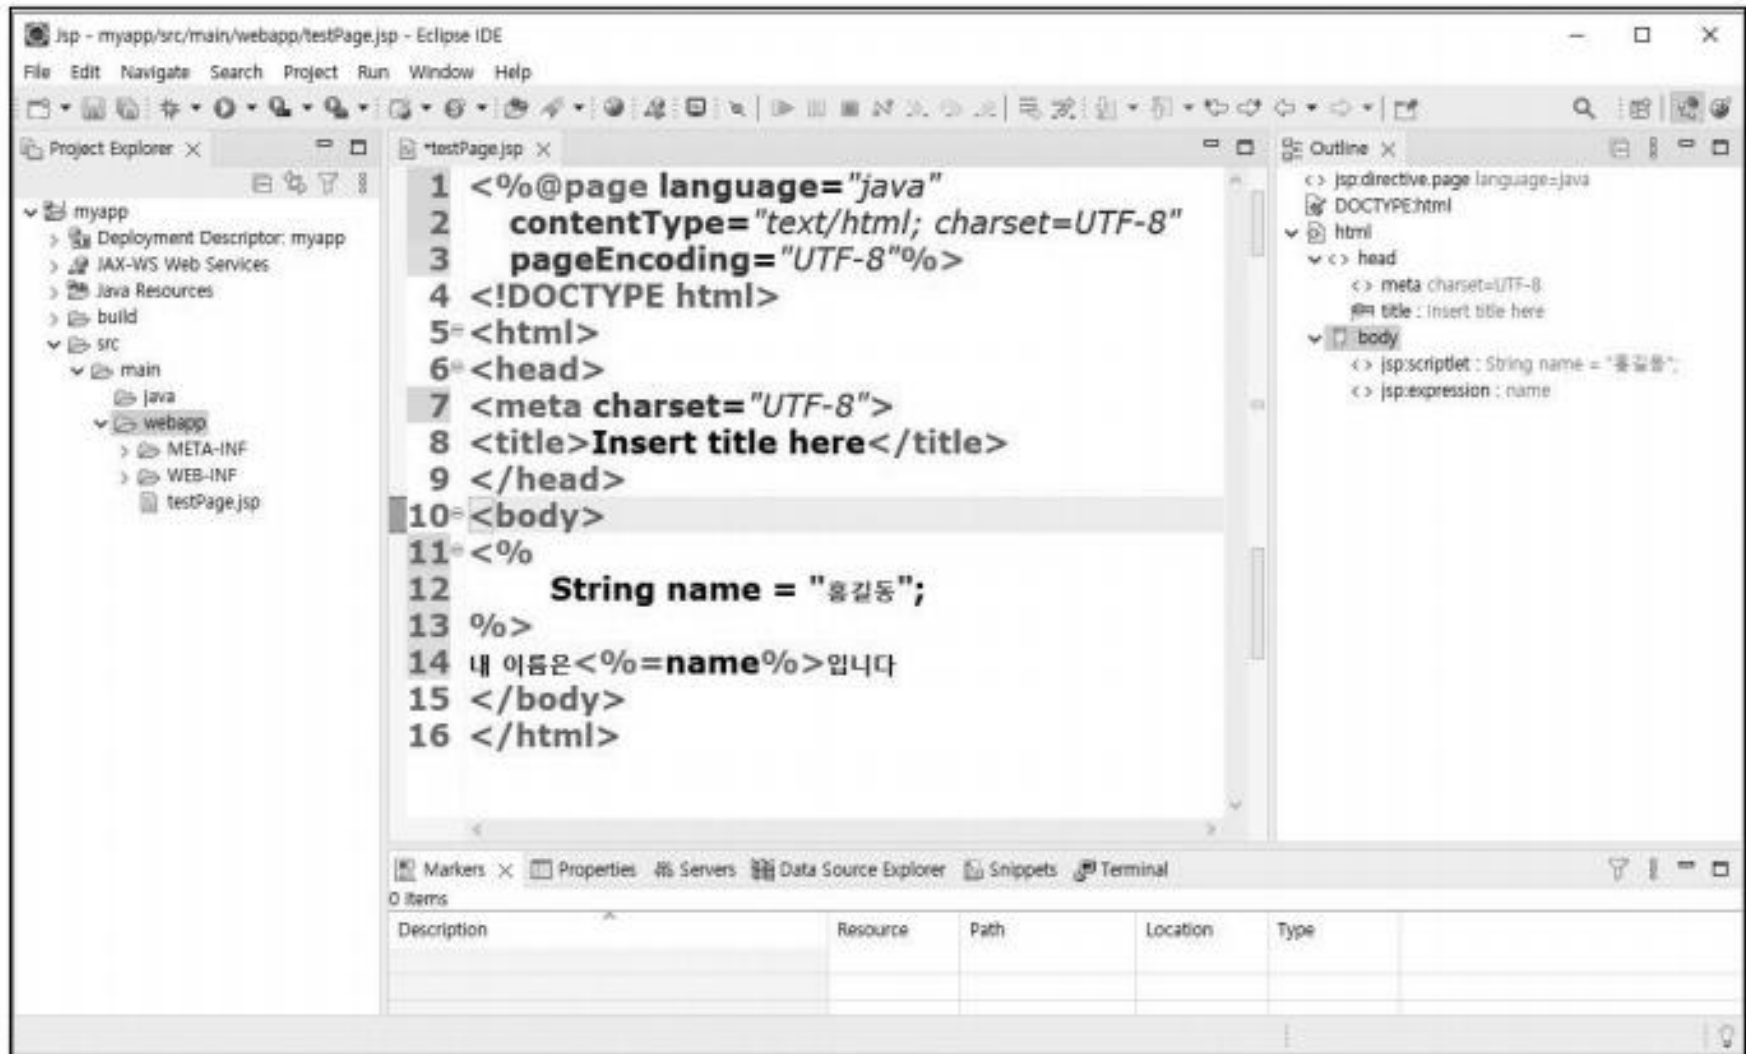 Jsp - myapp/src/main/webapp/testPage.jsp - Eclipse IDE
File Edit Navigate Search Project Run Window Help
Project Explorer
myapp
Deployment Descriptor: myapp
JAX-WS Web Services
Java Resources
build
src
main
java
webapp
META-INF
WEB-INF
testPage.jsp
*testPage.jsp
1 <%@page language="java"
2 contentType="text/html; charset=UTF-8"
3 pageEncoding="UTF-8"%>
4 <!DOCTYPE html>
5 <html>
6 <head>
7 <meta charset="UTF-8">
8 <title>Insert title here</title>
9 </head>
10 <body>
11 <%
12 String name = "홍길동";
13 %>
14 내 이름은<%=name%>입니다
15 </body>
16 </html>
Outline
jsp:directive.page language=java
DOCTYPE:html
html
head
meta charset=UTF-8
title : Insert title here
body
jsp:scriptlet : String name = "홍길동";
jsp:expression : name
Markers Properties Servers Data Source Explorer Snippets Terminal
0 items
Description Resource Path Location Type